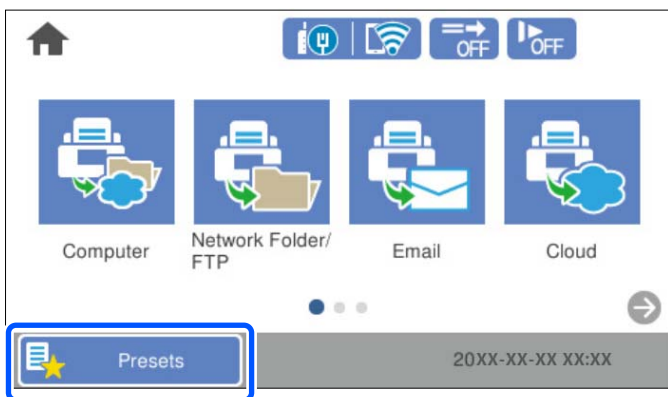 OFF
OFF
Computer
Network Folder/
FTP
Email
Cloud
Presets
20XX-XX-XX XX:XX